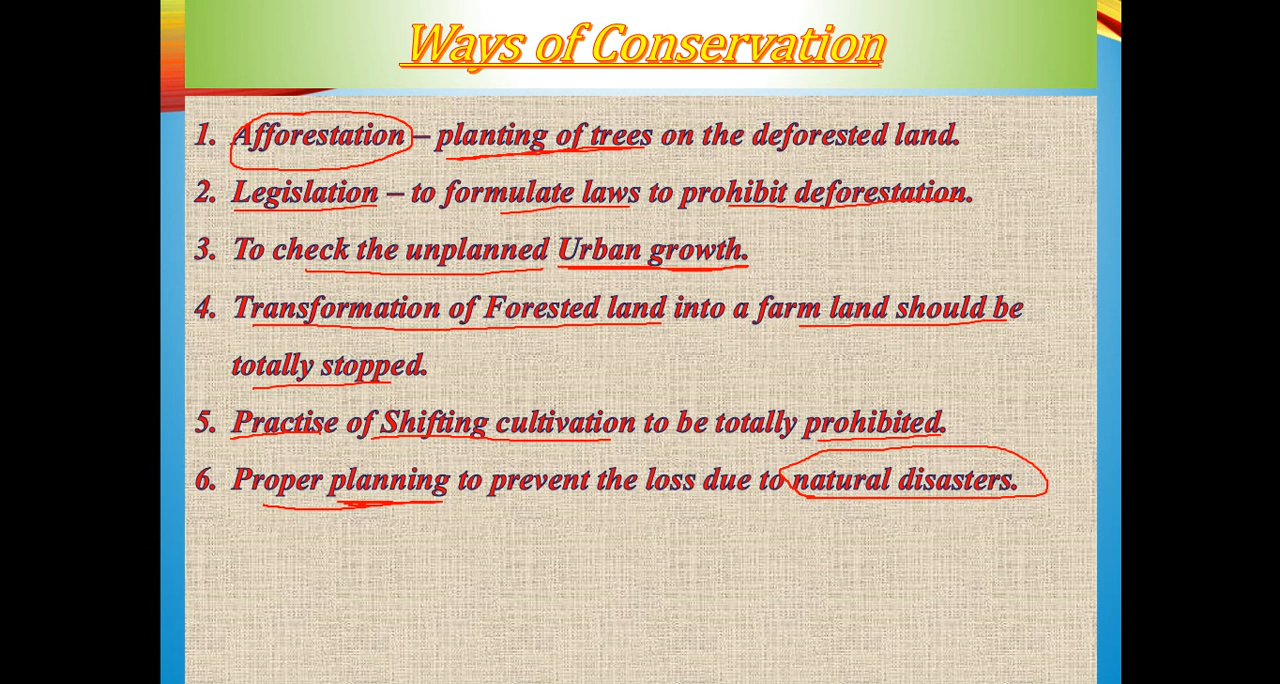 Ways of Conservation
1. Afforestation – planting of trees on the deforested land.
2. Legislation – to formulate laws to prohibit deforestation.
3. To check the unplanned Urban growth.
4. Transformation of Forested land into a farm land should be
totally stopped.
5. Practise of Shifting cultivation to be totally prohibited.
6. Proper planning to prevent the loss due to natural disasters.